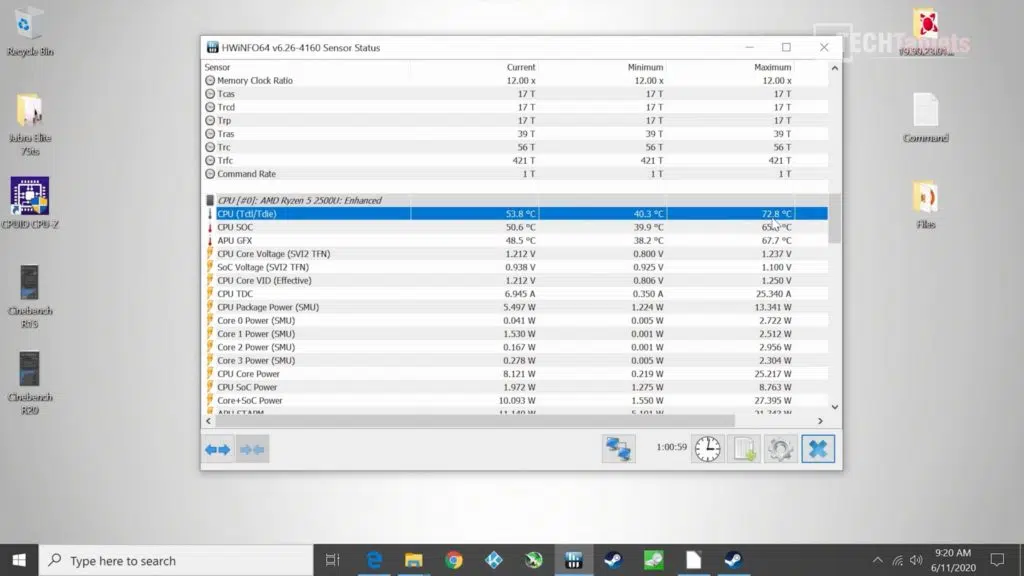 Recycle Bin
Jabra Elite
75ts
CPUID CPU-Z
Cinebench
R15
Cinebench
R20
HWiNFO64 v6.26-4160 Sensor Status
TECHTablets
Command
Files
Sensor Current Minimum Maximum
Memory Clock Ratio 12.00 x 12.00 x 12.00 x
Tcas 17 T 17 T 17 T
Trcd 17 T 17 T 17 T
Trp 17 T 17 T 17 T
Tras 39 T 39 T 39 T
Trc 56 T 56 T 56 T
Trfc 421 T 421 T 421 T
Command Rate 1 T 1 T 1 T
CPU [#0]: AMD Ryzen 5 2500U: Enhanced
CPU (Tctl/Tdie) 53.8 °C 40.3 °C 72.8 °C
CPU SOC 50.6 °C 39.9 °C °C
APU GFX 48.5 °C 38.2 °C 67.7 °C
CPU Core Voltage (SVI2 TFN) 1.212 V 0.800 V 1.237 V
SoC Voltage (SVI2 TFN) 0.938 V 0.925 V 1.100 V
CPU Core VID (Effective) 1.212 V 0.806 V 1.250 V
CPU TDC 6.945 A 0.350 A 25.340 A
CPU Package Power (SMU) 5.497 W 1.224 W 13.341 W
Core 0 Power (SMU) 0.041 W 0.005 W 2.722 W
Core 1 Power (SMU) 1.530 W 0.001 W 2.512 W
Core 2 Power (SMU) 0.167 W 0.001 W 2.956 W
Core 3 Power (SMU) 0.278 W 0.005 W 2.304 W
CPU Core Power 8.121 W 0.219 W 25.217 W
CPU SoC Power 1.972 W 1.275 W 8.763 W
Core+SoC Power 10.093 W 1.550 W 27.395 W
APU STAPM
1:00:59
Type here to search
9:20 AM
6/11/2020